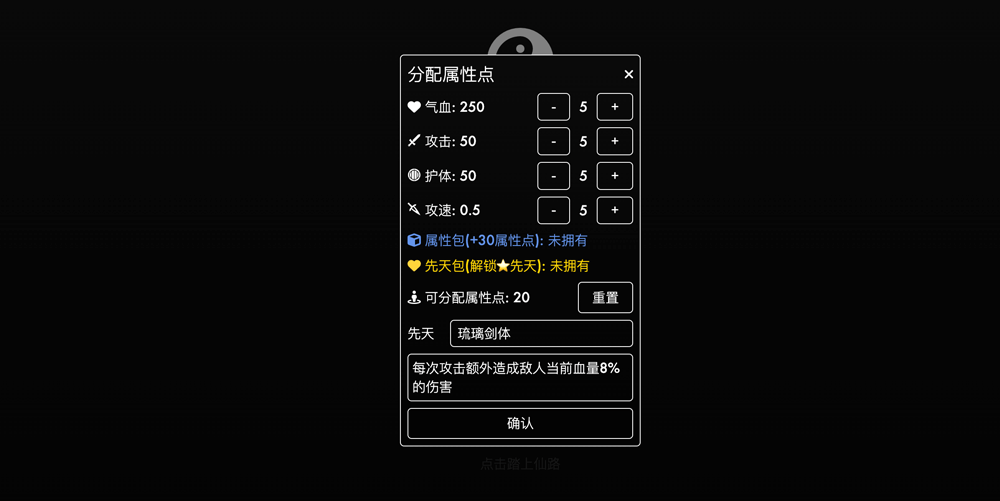 分配属性点 ×
气血: 250 - 5 +
攻击: 50 - 5 +
护体: 50 - 5 +
攻速: 0.5 - 5 +
属性包(+30属性点): 未拥有
先天包(解锁⭐先天): 未拥有
可分配属性点: 20 重置
先天 琉璃剑体
每次攻击额外造成敌人当前血量8%
的伤害
确认
点击踏上仙路